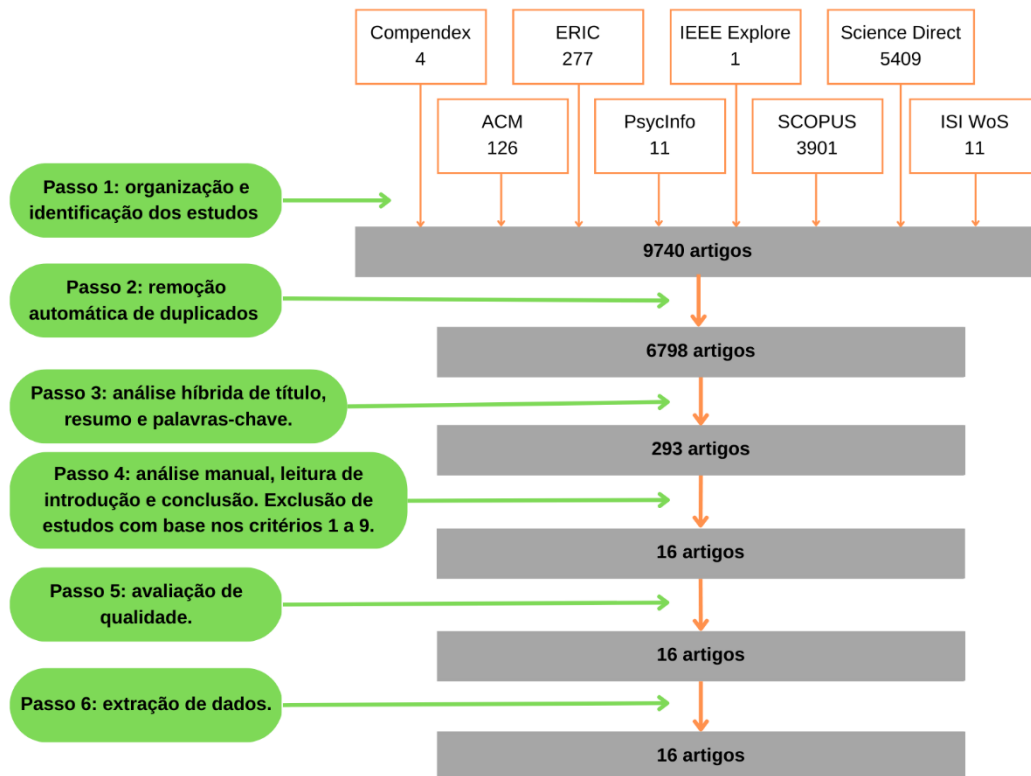 Compendex
4
ERIC
277
IEEE Explore
1
Science Direct
5409
ACM
126
PsycInfo
11
SCOPUS
3901
ISI WoS
11
Passo 1: organização e
identificação dos estudos
9740 artigos
Passo 2: remoção
automática de duplicados
6798 artigos
Passo 3: análise híbrida de título,
resumo e palavras-chave.
293 artigos
Passo 4: análise manual, leitura de
introdução e conclusão. Exclusão de
estudos com base nos critérios 1 a 9.
16 artigos
Passo 5: avaliação de
qualidade.
16 artigos
Passo 6: extração de dados.
16 artigos